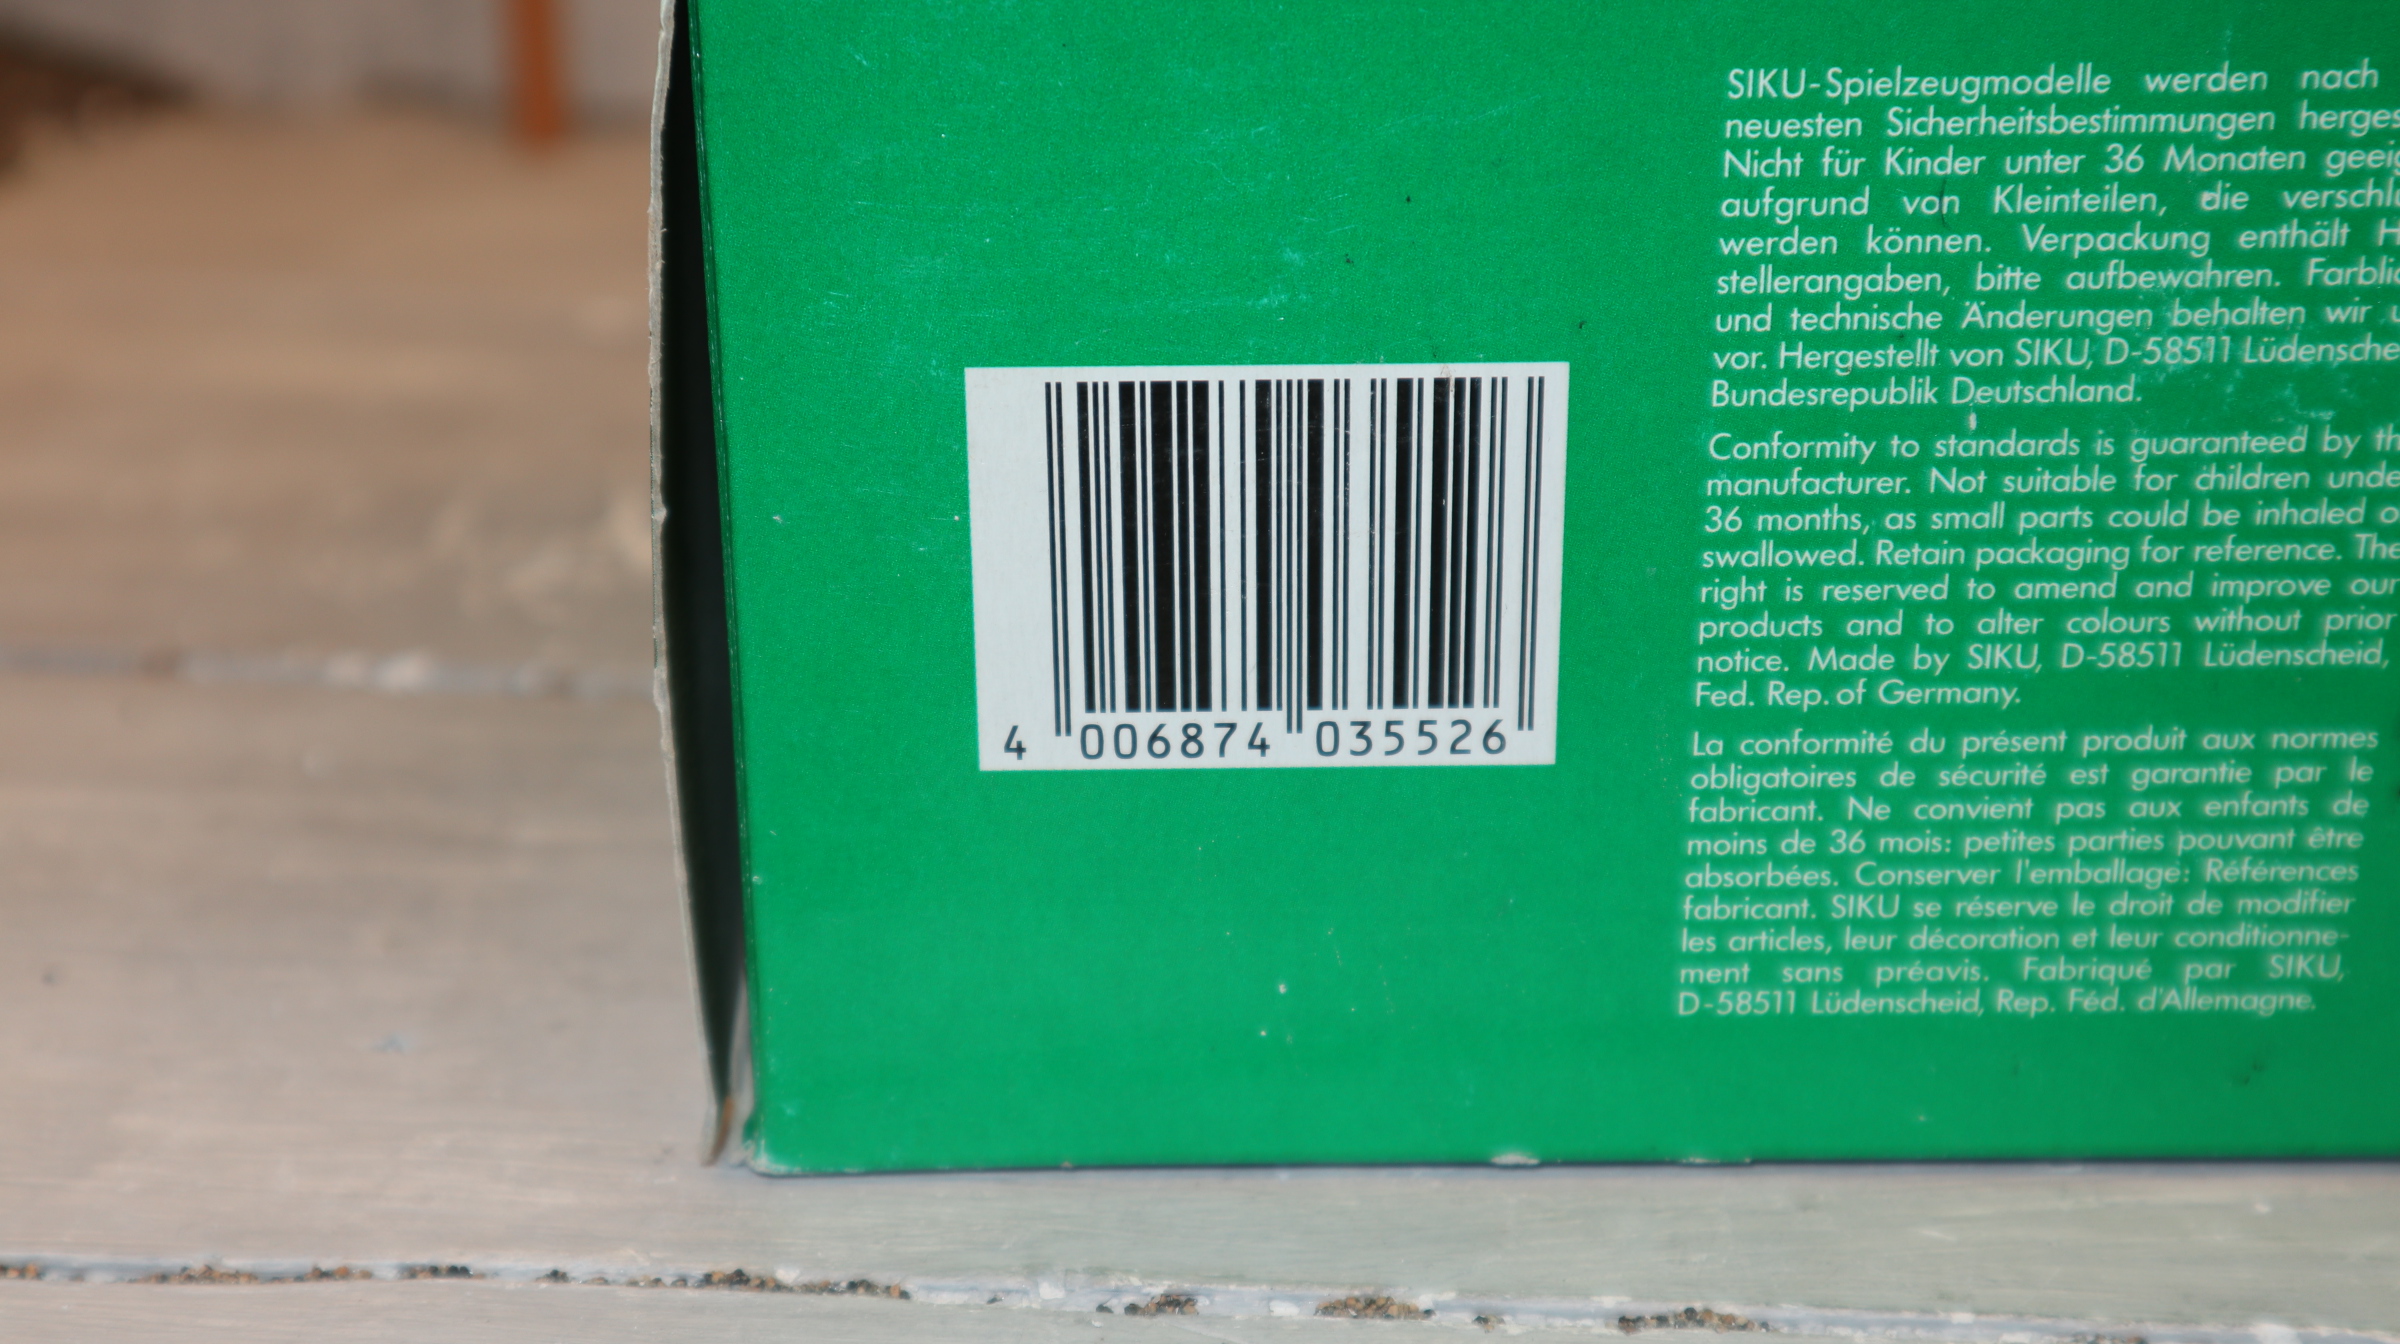 4 006874 035526
SIKU-Spielzeugmodelle werden nach
neuesten Sicherheitsbestimmungen
Nicht für Kinder unter 36 Monaten
aufgrund von Kleinteilen, die
werden können. Verpackung enthält
stellerangaben, bitte aufbewahren.
und technische Änderungen behalten wir
vor. Hergestellt von SIKU, D-58511
Bundesrepublik Deutschland.
Conformity to standards is guaranteed by
manufacturer. Not suitable for children
36 months, as small parts could be inhaled
swallowed. Retain packaging for reference. The
right is reserved to amend and improve our
products and to alter colours without prior
notice. Made by SIKU, D-58511 Lüdenscheid,
Fed. Rep. of Germany.
La conformité du présent produit aux normes
obligatoires de sécurité est garantie par le
fabricant. Ne convient pas aux enfants de
moins de 36 mois: petites parties pouvant être
absorbées. Conserver l'emballage: Références
fabricant. SIKU se réserve le droit de modifier
les articles, leur décoration et leur conditionne-
ment sans préavis. Fabriqué par SIKU,
D-58511 Lüdenscheid, Rep. Féd. d'Allemagne.